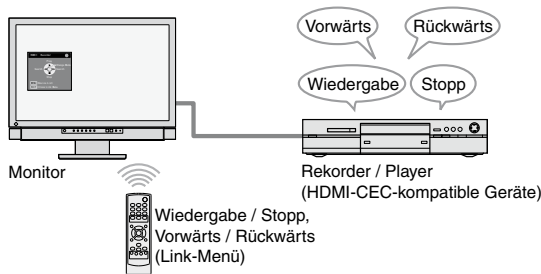 Vorwärts
Rückwärts
Wiedergabe
Stopp
Monitor
Rekorder / Player
(HDMI-CEC-kompatible Geräte)
Wiedergabe / Stopp,
Vorwärts / Rückwärts
(Link-Menü)